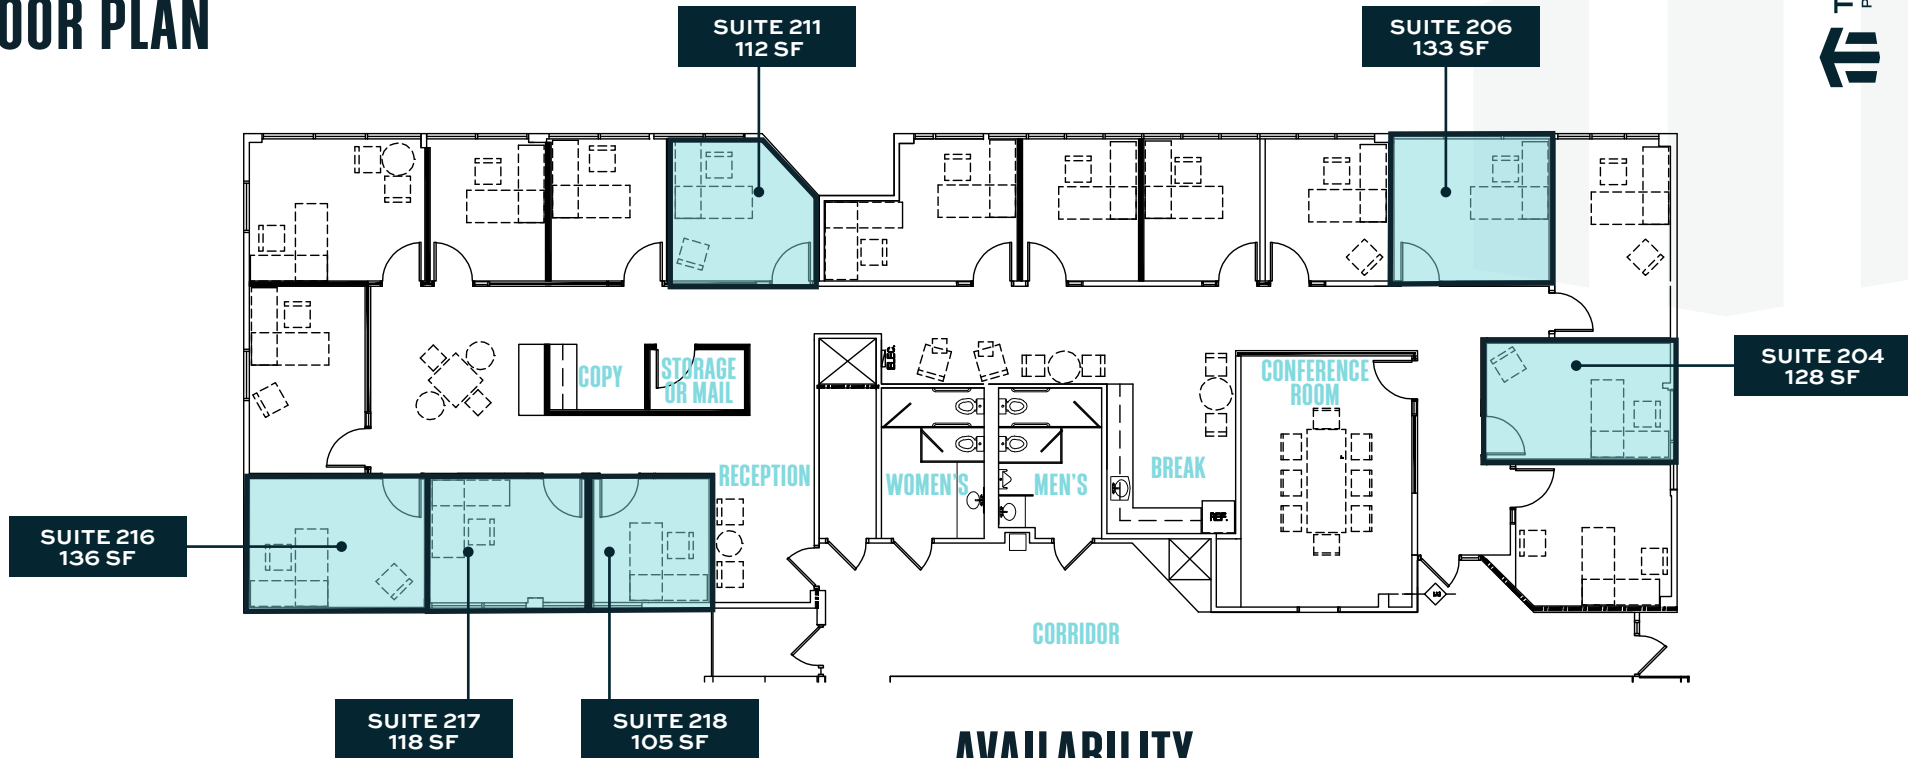 OOR PLAN
SUITE 211
112 SF
SUITE 206
133 SF
T
P
ELEC.
COPY
STORAGE
OR MAIL
CONFERENCE
ROOM
SUITE 204
128 SF
RECEPTION
WOMEN'S
MEN'S
BREAK
REF.
SUITE 216
136 SF
CORRIDOR
SUITE 217
118 SF
SUITE 218
105 SF
AVAILABILITY